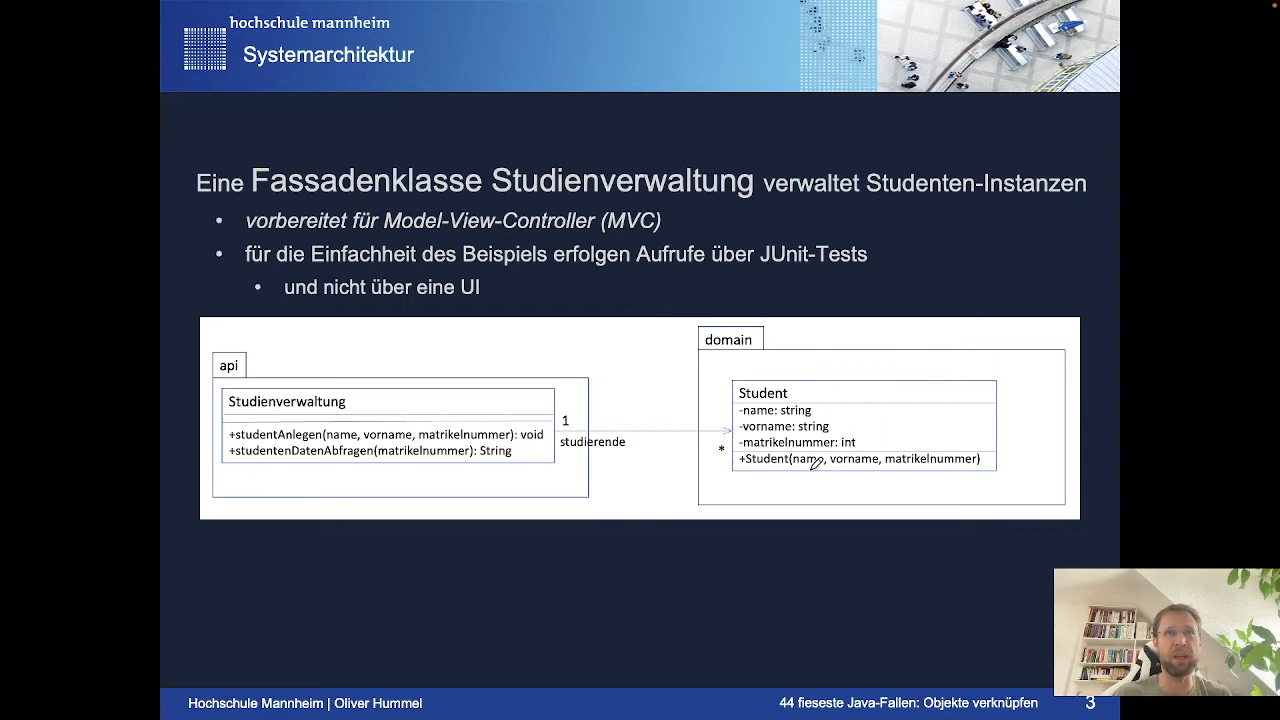 hochschule mannheim
Systemarchitektur
Eine Fassadenklasse Studienverwaltung verwaltet Studenten-Instanzen
• vorbereitet für Model-View-Controller (MVC)
• für die Einfachheit des Beispiels erfolgen Aufrufe über JUnit-Tests
• und nicht über eine UI
api
Studienverwaltung
+studentAnlegen(name, vorname, matrikelnummer): void
+studentenDatenAbfragen(matrikelnummer): String
1
studierende
*
domain
Student
-name: string
-vorname: string
-matrikelnummer: int
+Student(name, vorname, matrikelnummer)
Hochschule Mannheim | Oliver Hummel
44 fieseste Java-Fallen: Objekte verknüpfen
3